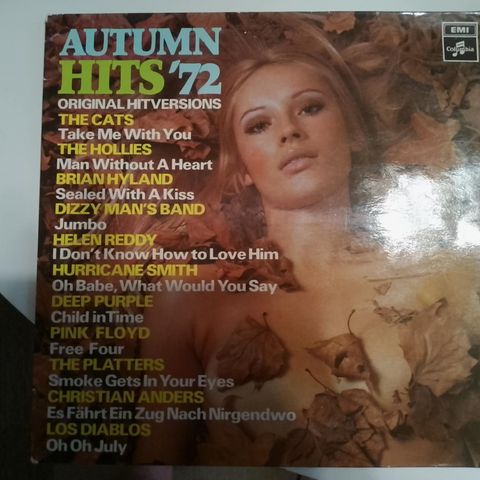 AUTUMN
HITS '72
EMI
Columbia
ORIGINAL HITVERSIONS
THE CATS
Take Me With You
THE HOLLIES
Man Without A Heart
BRIAN HYLAND
Sealed With A Kiss
DIZZY MAN'S BAND
Jumbo
HELEN REDDY
I Don't Know How to Love Him
HURRICANE SMITH
Oh Babe, What Would You Say
DEEP PURPLE
Child in Time
PINK FLOYD
Free Four
THE PLATTERS
Smoke Gets In Your Eyes
CHRISTIAN ANDERS
Es Fährt Ein Zug Nach Nirgendwo
LOS DIABLOS
Oh Oh July